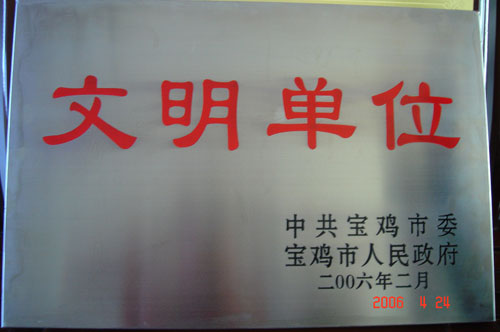 文明单位
中共宝鸡市委
宝鸡市人民政府
二00六年二月
2006 4 24